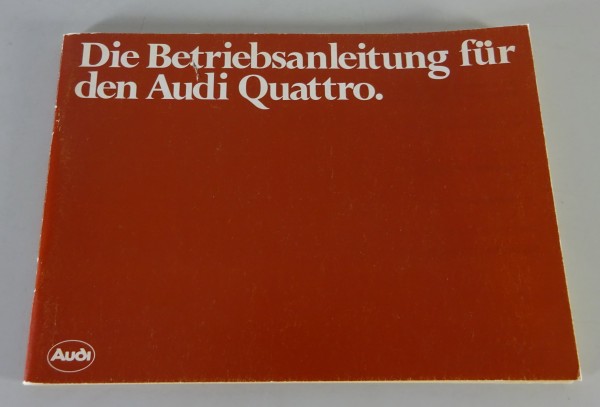 Die Betriebsanleitung für
den Audi Quattro.
Audi